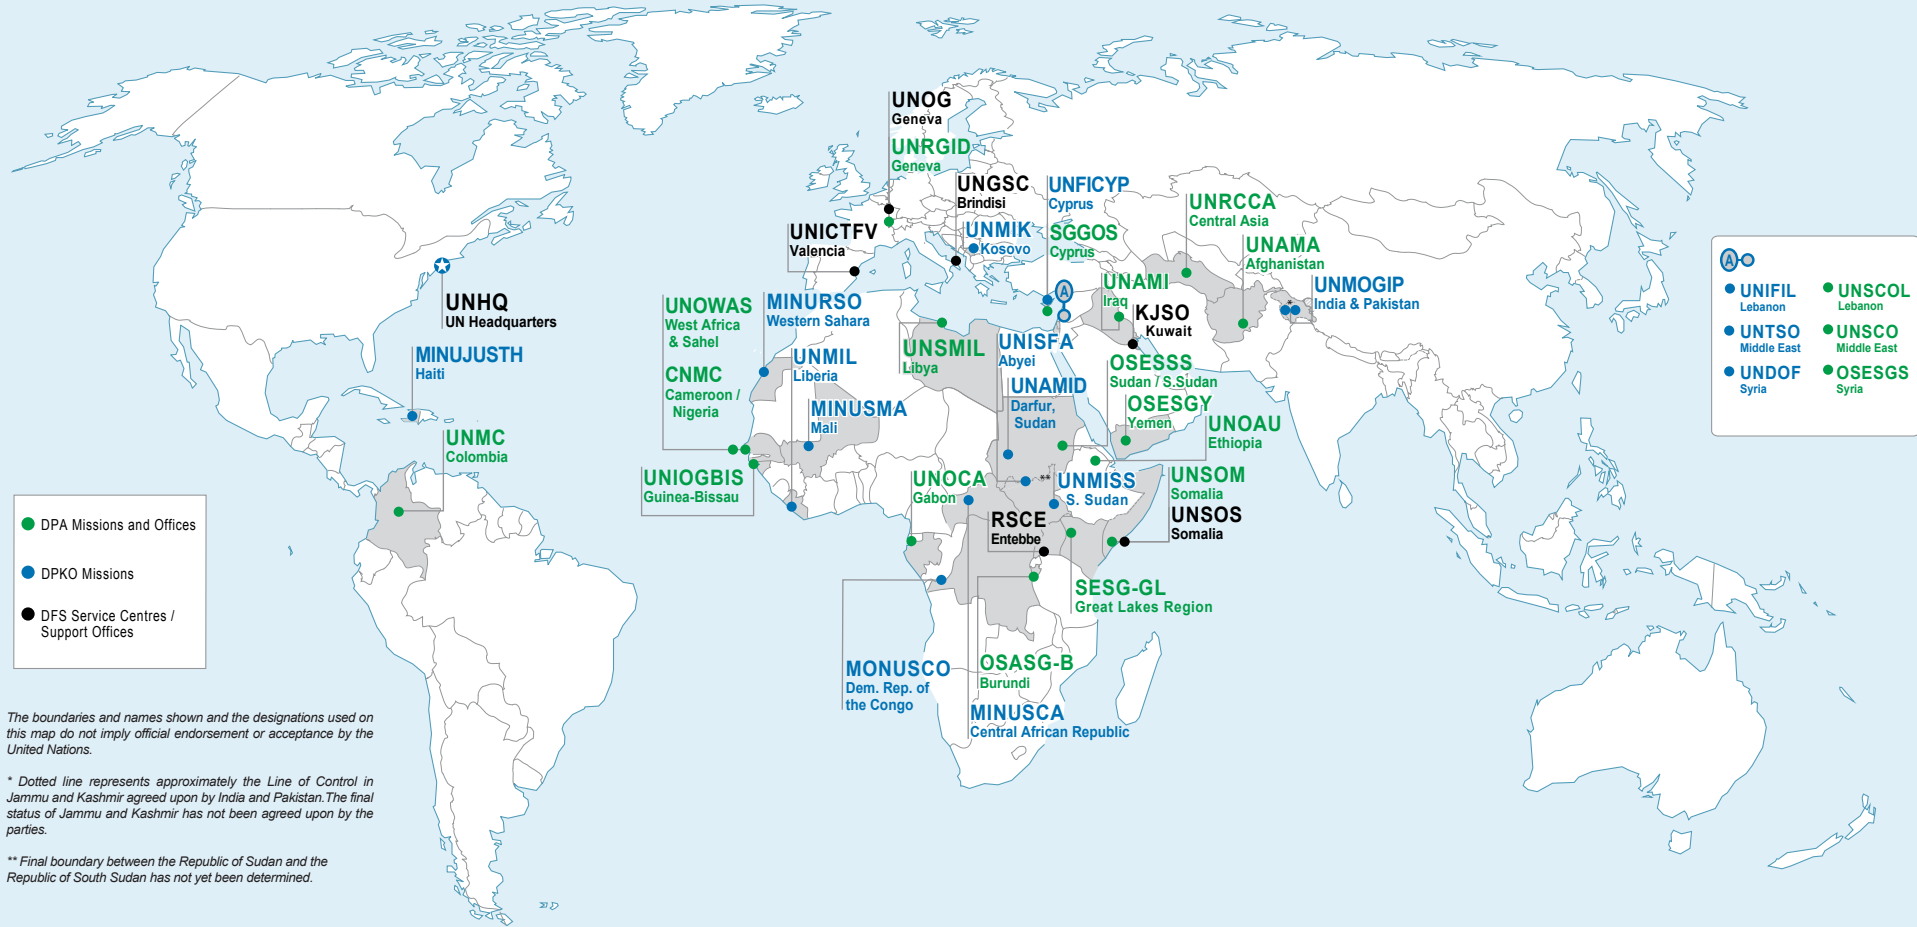 UNOG
Geneva
UNRGID
Geneva
UNGSC
Brindisi
UNFICYP
Cyprus
UNICTFV
Valencia
UNMIK
Kosovo
SGGOS
Cyprus
UNRCCA
Central Asia
UNAMA
Afghanistan
UNAMI
Iraq
UNMOGIP
India & Pakistan
*
A
KJSO
Kuwait
UNHQ
UN Headquarters
MINUJUSTH
Haiti
UNMC
Colombia
UNOWAS
West Africa
& Sahel
CNMC
Cameroon /
Nigeria
MINURSO
Western Sahara
UNMIL
Liberia
MINUSMA
Mali
UNSMIL
Libya
UNISFA
Abyei
UNAMID
Darfur,
Sudan
OSESSS
Sudan / S.Sudan
OSESGY
Yemen
UNOAU
Ethiopia
UNIOGBIS
Guinea-Bissau
UNOCA
Gabon
**
UNMISS
S. Sudan
UNSOM
Somalia
UNSOS
Somalia
RSCE
Entebbe
SESG-GL
Great Lakes Region
MONUSCO
Dem. Rep. of
the Congo
OSASG-B
Burundi
MINUSCA
Central African Republic
A
UNIFIL
Lebanon
UNSCOL
Lebanon
UNTSO
Middle East
UNSCO
Middle East
UNDOF
Syria
OSESGS
Syria
DPA Missions and Offices
DPKO Missions
DFS Service Centres /
Support Offices
The boundaries and names shown and the designations used on
this map do not imply official endorsement or acceptance by the
United Nations.
* Dotted line represents approximately the Line of Control in
Jammu and Kashmir agreed upon by India and Pakistan.The final
status of Jammu and Kashmir has not been agreed upon by the
parties.
** Final boundary between the Republic of Sudan and the
Republic of South Sudan has not yet been determined.